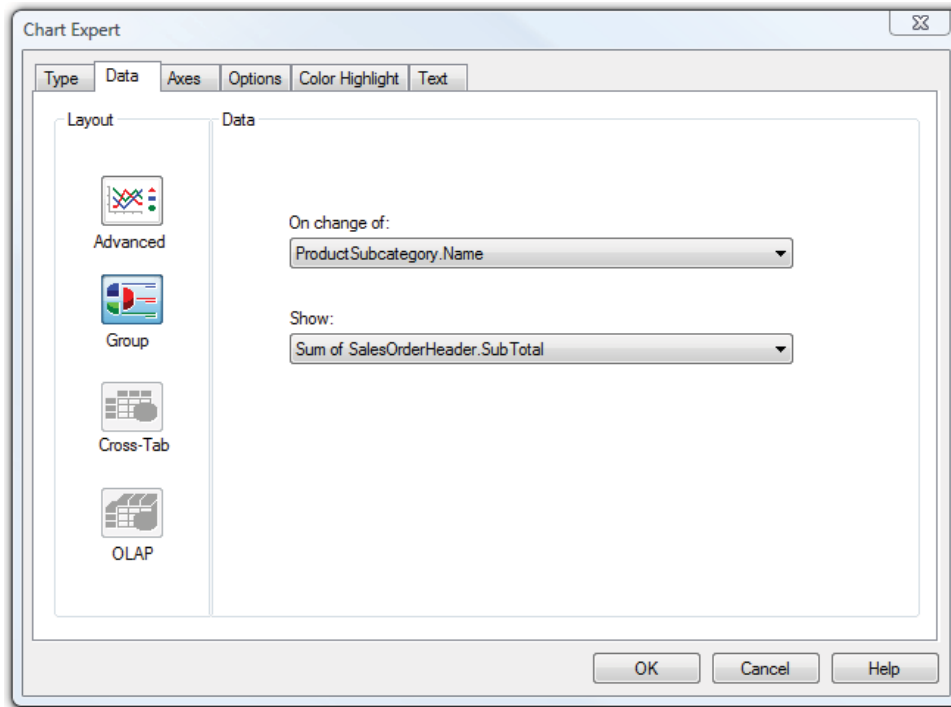 Chart Expert
Type Data Axes Options Color Highlight Text
Layout Data
Advanced
On change of:
ProductSubcategory.Name
Group
Show:
Sum of SalesOrderHeader.SubTotal
Cross-Tab
OLAP
OK Cancel Help